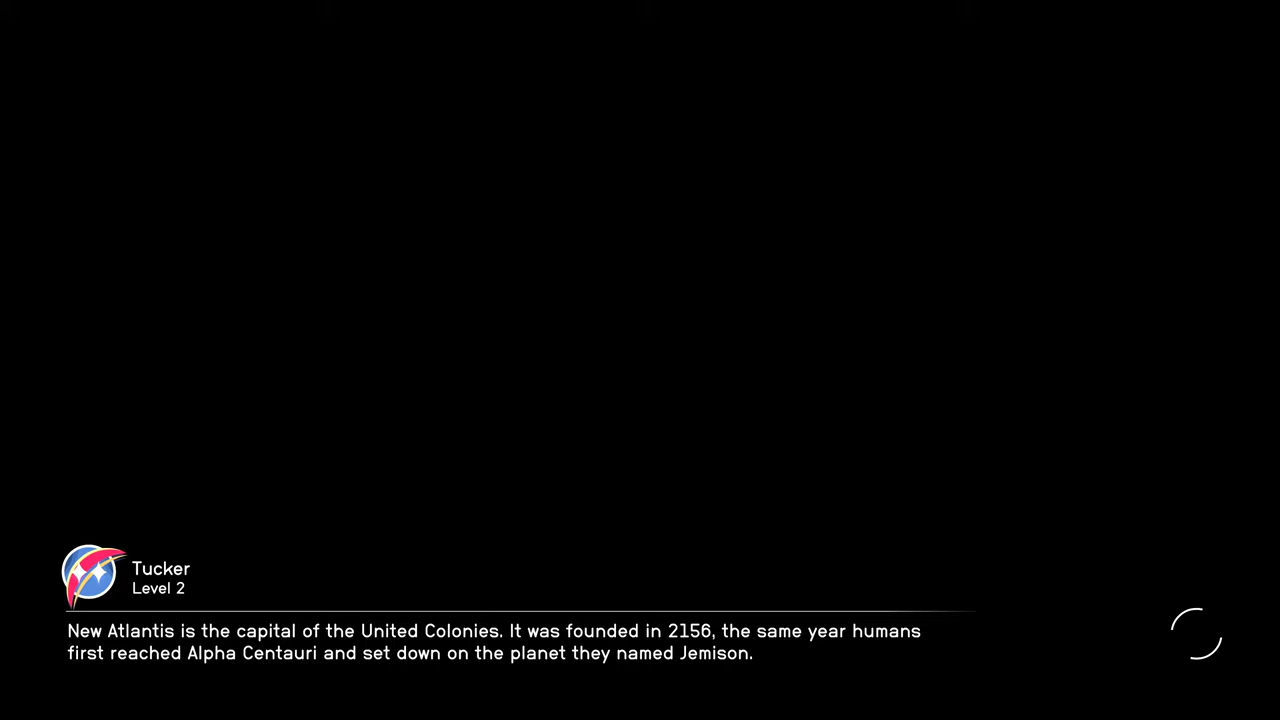 Tucker
Level 2
New Atlantis is the capital of the United Colonies. It was founded in 2156, the same year humans
first reached Alpha Centauri and set down on the planet they named Jemison.